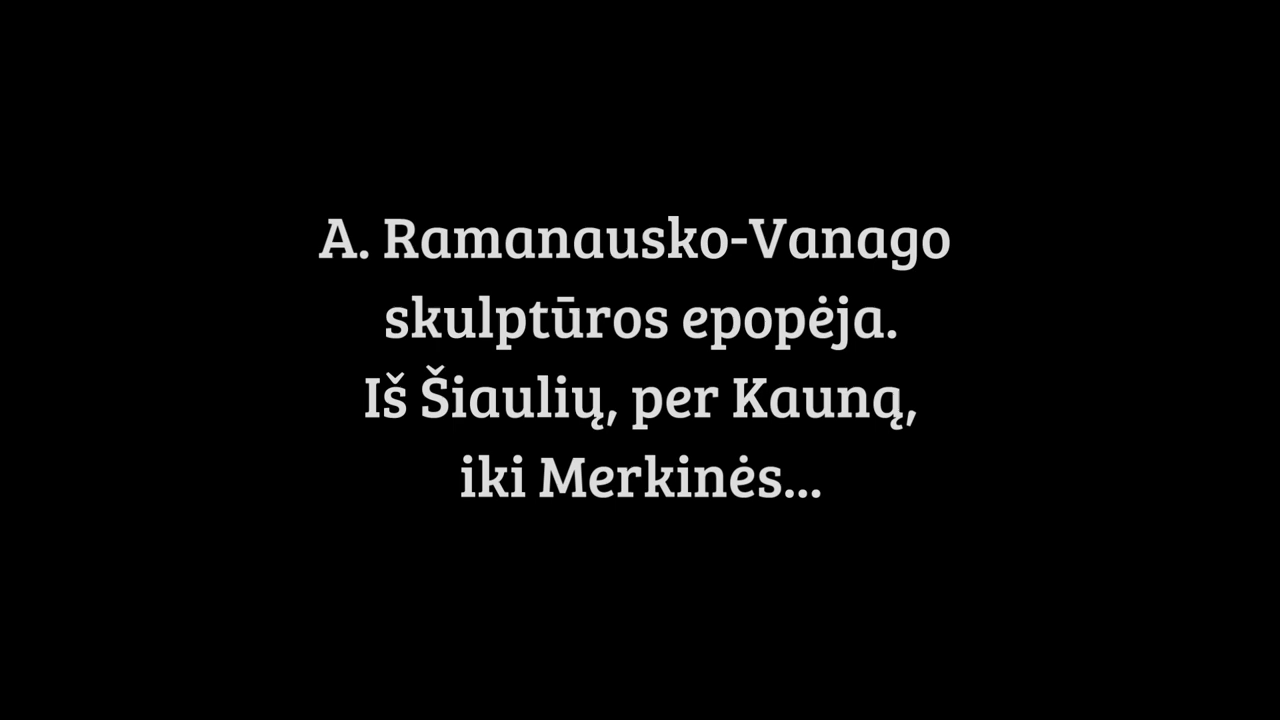 A. Ramanausko-Vanago
skulptūros epopėja.
Iš Šiaulių, per Kauną,
iki Merkinės...